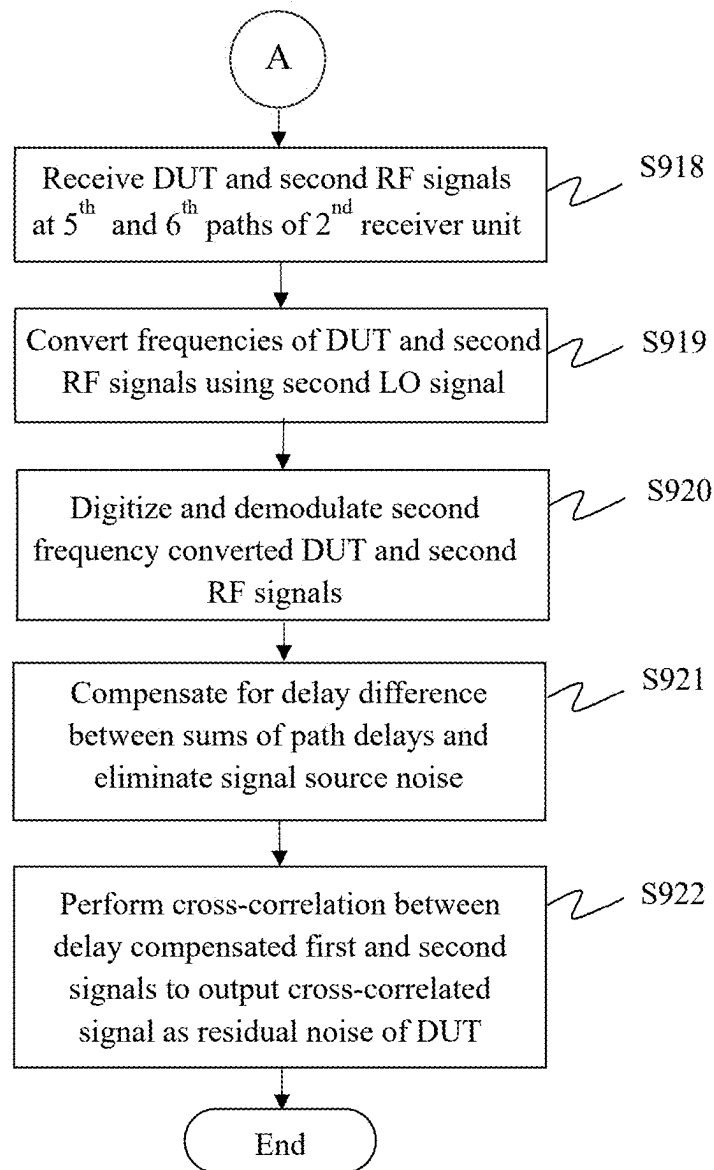 A
Receive DUT and second RF signals
at 5th and 6th paths of 2nd receiver unit
S918
Convert frequencies of DUT and second
RF signals using second LO signal
S919
Digitize and demodulate second
frequency converted DUT and second
RF signals
S920
Compensate for delay difference
between sums of path delays and
eliminate signal source noise
S921
Perform cross-correlation between
delay compensated first and second
signals to output cross-correlated
signal as residual noise of DUT
S922
End